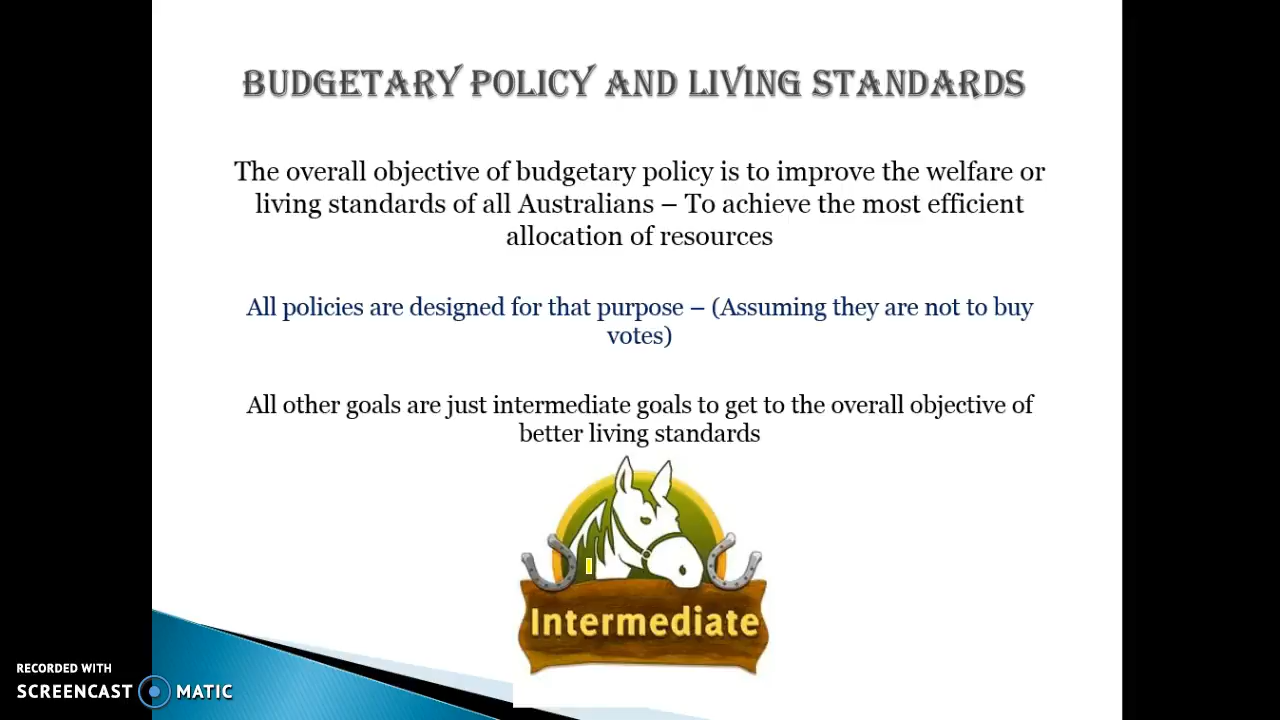 BUDGETARY POLICY AND LIVING STANDARDS
The overall objective of budgetary policy is to improve the welfare or
living standards of all Australians – To achieve the most efficient
allocation of resources
All policies are designed for that purpose – (Assuming they are not to buy
votes)
All other goals are just intermediate goals to get to the overall objective of
better living standards
Intermediate
RECORDED WITH
SCREENCAST MATIC